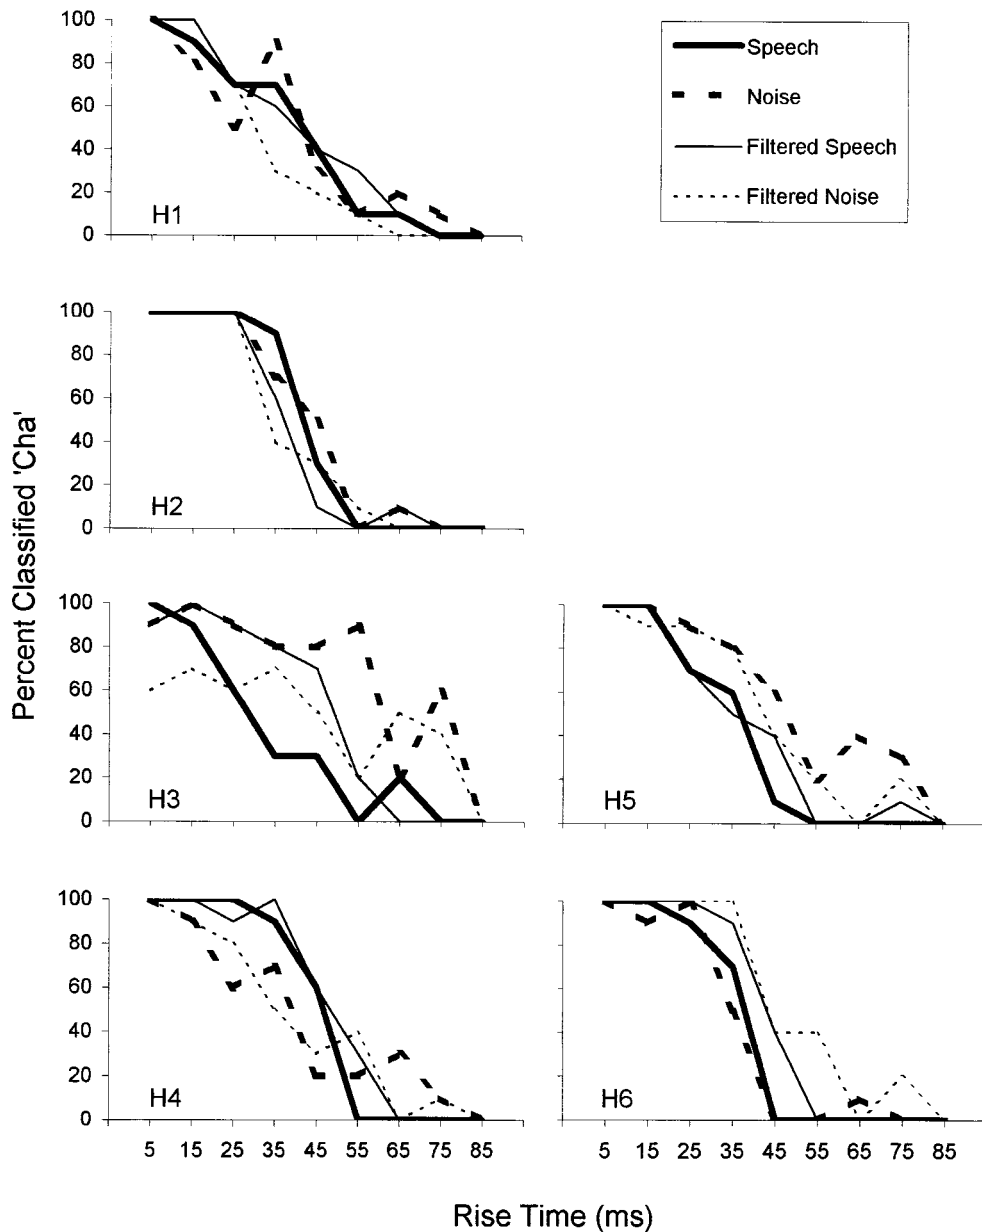 100
80
60
40
20
0
H1
Speech
Noise
Filtered Speech
Filtered Noise
Percent Classified 'Cha'
100
80
60
40
20
0
H2
100
80
60
40
20
0
H3
H5
100
80
60
40
20
0
H4
H6
5 15 25 35 45 55 65 75 85
5 15 25 35 45 55 65 75 85
Rise Time (ms)